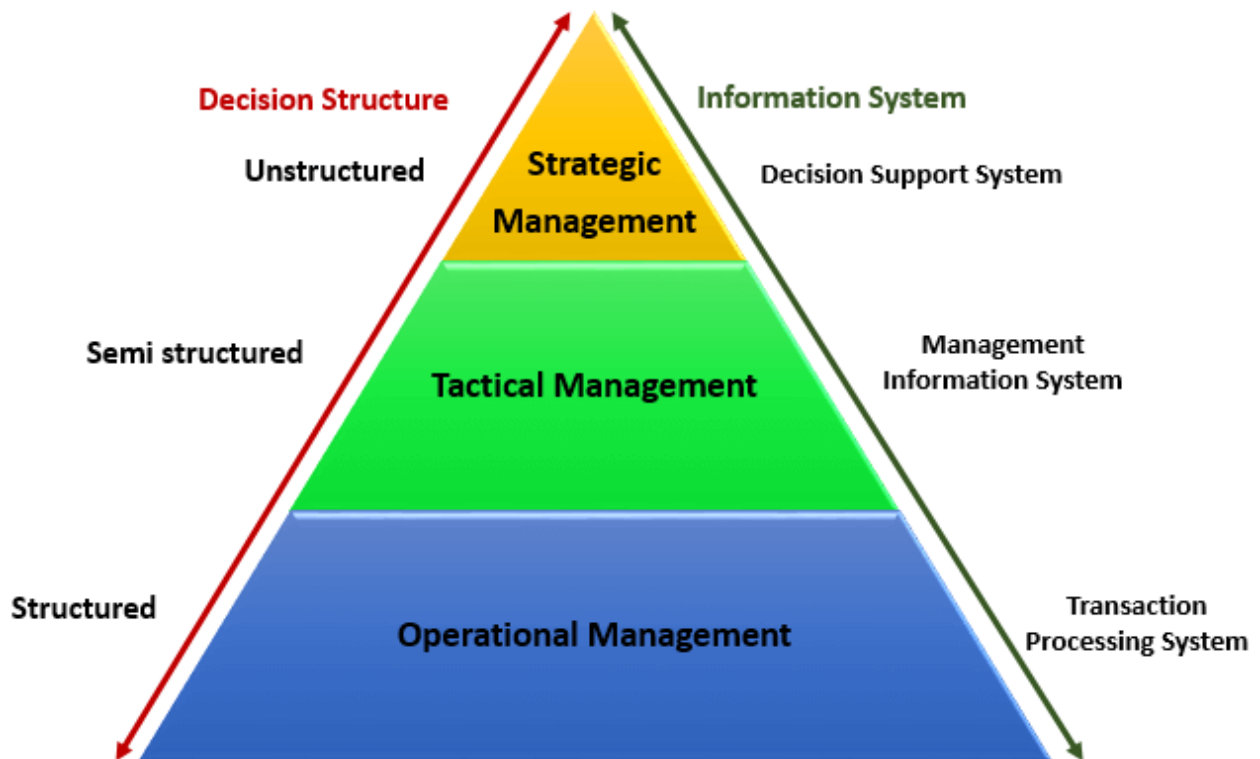 Decision Structure
Information System
Unstructured
Strategic
Management
Decision Support System
Semi structured
Tactical Management
Management
Information System
Structured
Operational Management
Transaction
Processing System